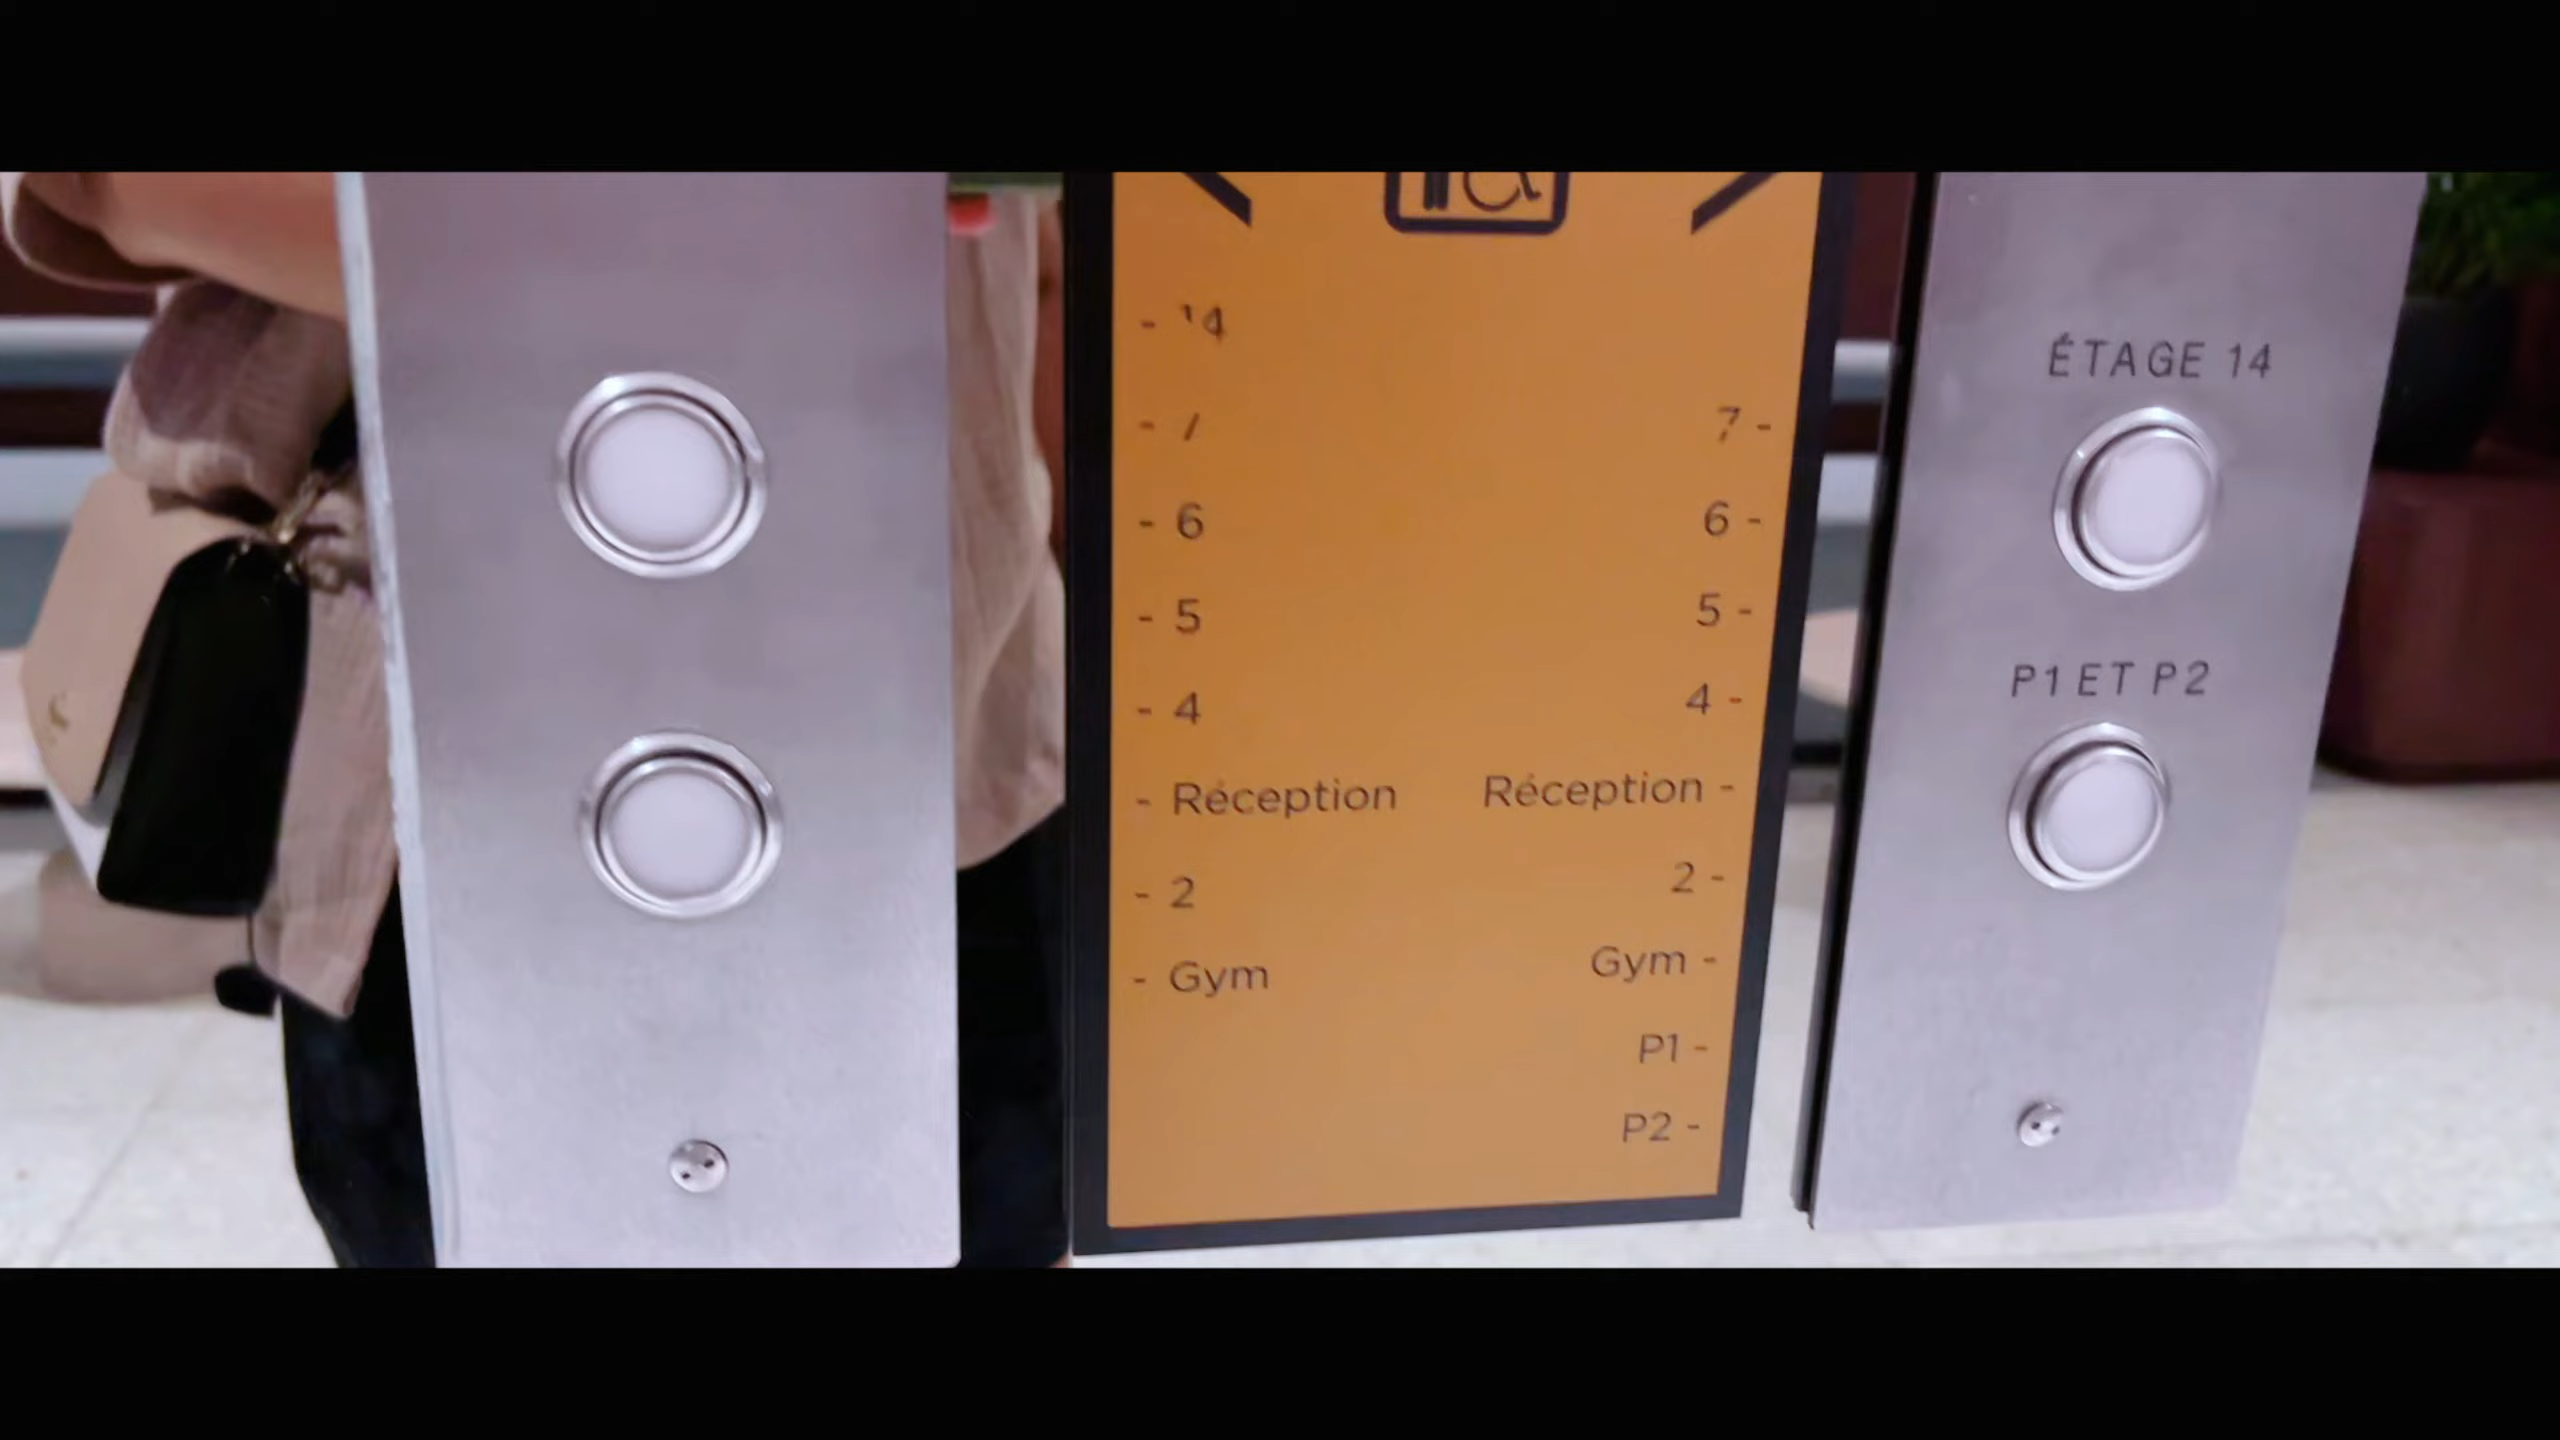 - 14
- 7
- 6
- 5
- 4
- Réception
- 2
- Gym
7 -
6 -
5 -
4 -
Réception -
2 -
Gym -
P1 -
P2 -
ÉTAGE 14
P1 ET P2